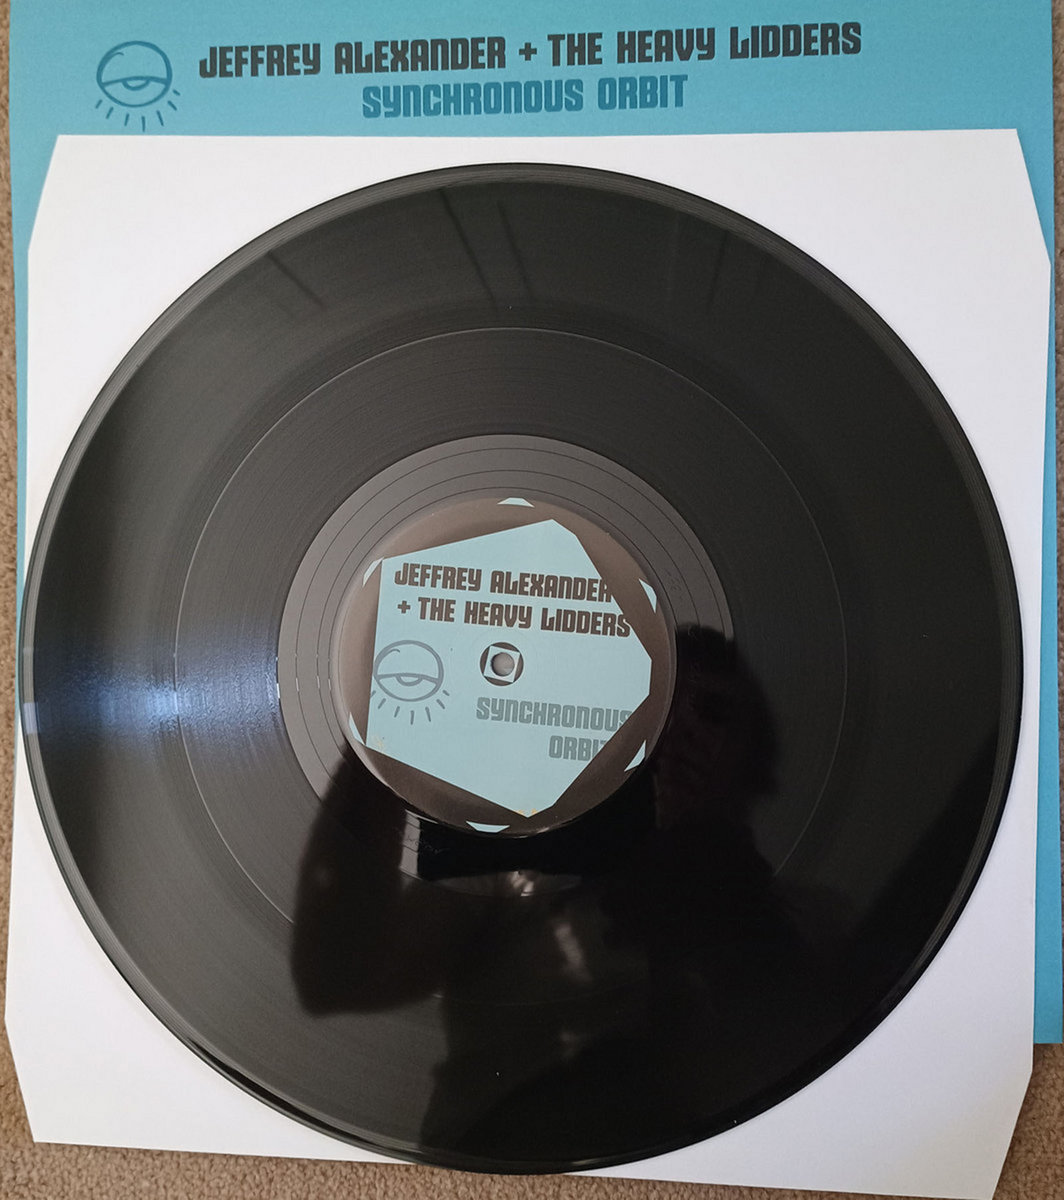 JEFFREY ALEXANDER + THE HEAVY LIDDERS
SYNCHRONOUS ORBIT
JEFFREY ALEXANDER
+ THE HEAVY LIDDERS
SYNCHRONOUS
ORBIT